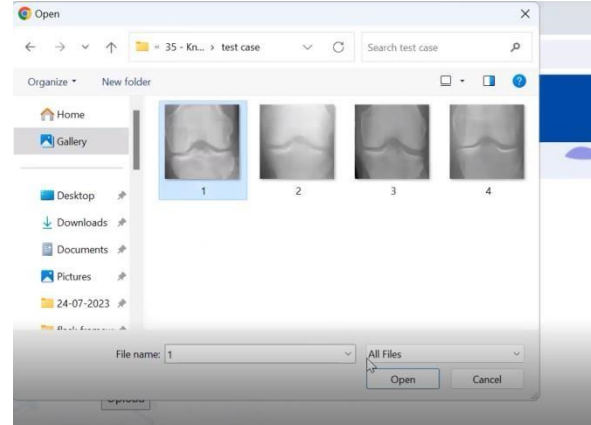 Open
35 - Kn... > test case
Search test case
Organize
New folder
Home
Gallery
1
2
3
4
Desktop
Downloads
Documents
Pictures
24-07-2023
File name: 1
All Files
Open
Cancel
Upload